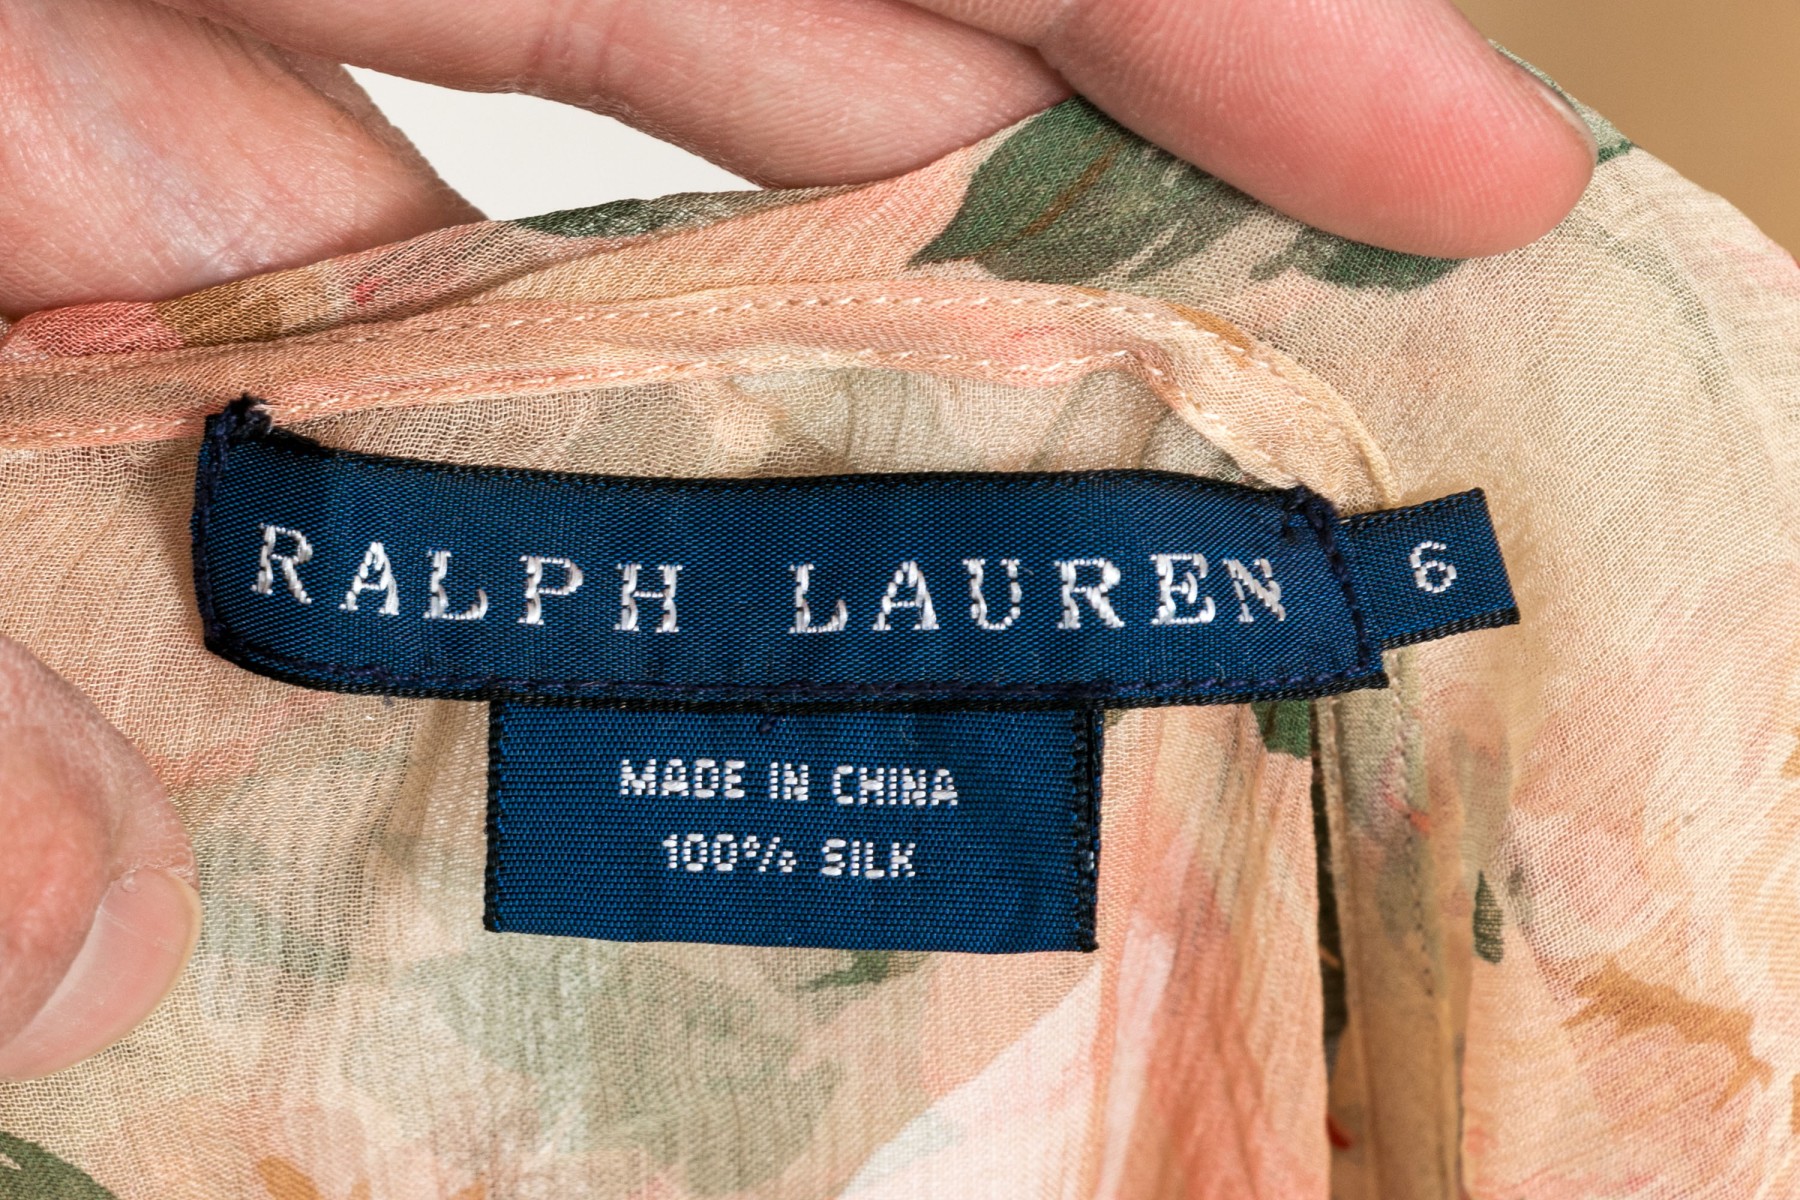 RALPH LAUREN
6
MADE IN CHINA
100% SILK